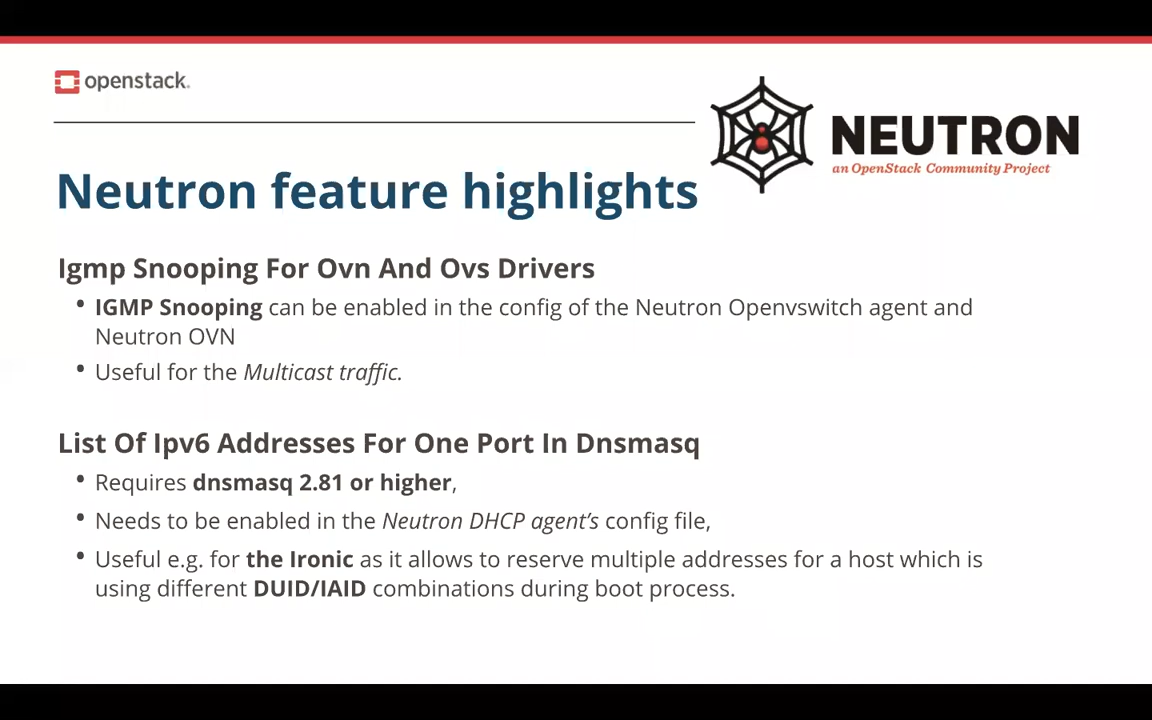 openstack.
NEUTRON
an OpenStack Community Project
Neutron feature highlights
Igmp Snooping For Ovn And Ovs Drivers
• IGMP Snooping can be enabled in the config of the Neutron Openvswitch agent and
Neutron OVN
• Useful for the Multicast traffic.
List Of Ipv6 Addresses For One Port In Dnsmasq
• Requires dnsmasq 2.81 or higher,
• Needs to be enabled in the Neutron DHCP agent’s config file,
• Useful e.g. for the Ironic as it allows to reserve multiple addresses for a host which is
using different DUID/IAID combinations during boot process.